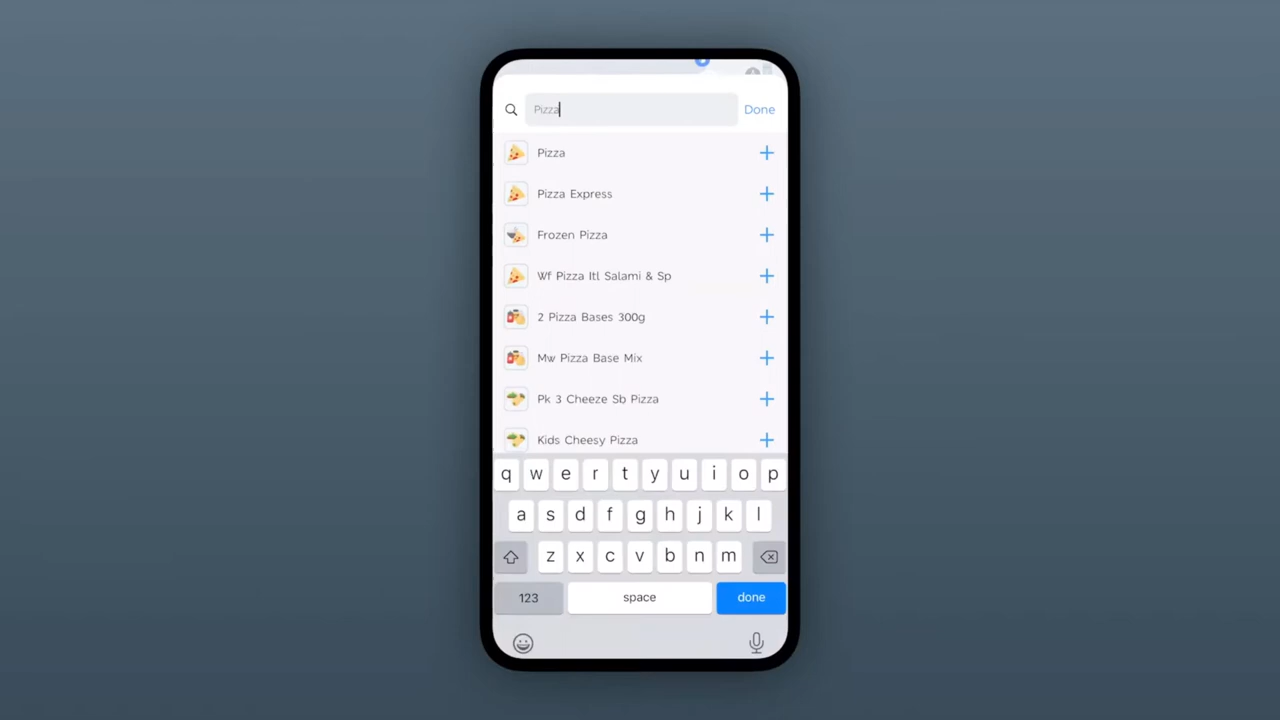 Pizza Done
Pizza
Pizza Express
Frozen Pizza
Wf Pizza Itl Salami & Sp
2 Pizza Bases 300g
Mw Pizza Base Mix
Pk 3 Cheeze Sb Pizza
Kids Cheesy Pizza
q w e r t y u i o p
a s d f g h j k l
z x c v b n m
123 space done